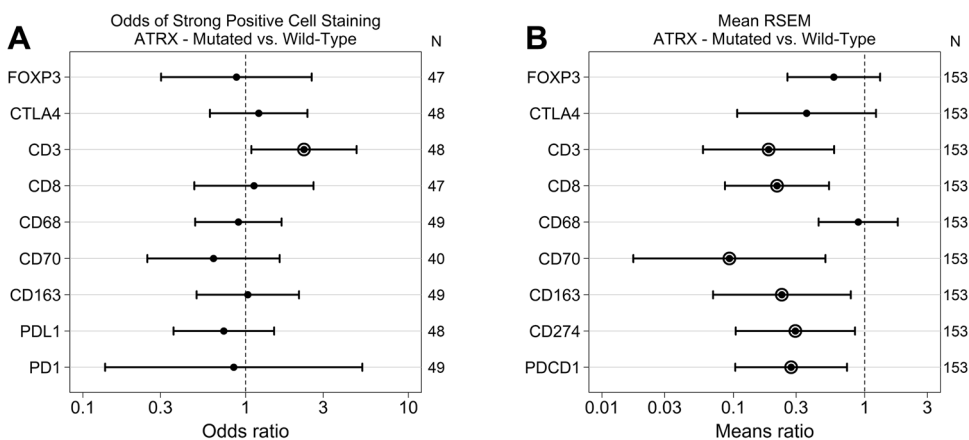 A
Odds of Strong Positive Cell Staining
ATRX - Mutated vs. Wild-Type
N
FOXP3 47
CTLA4 48
CD3 48
CD8 47
CD68 49
CD70 40
CD163 49
PDL1 48
PD1 49
0.1 0.3 1 3 10
Odds ratio
B
Mean RSEM
ATRX - Mutated vs. Wild-Type
N
FOXP3 153
CTLA4 153
CD3 153
CD8 153
CD68 153
CD70 153
CD163 153
CD274 153
PDCD1 153
0.01 0.03 0.1 0.3 1 3
Means ratio